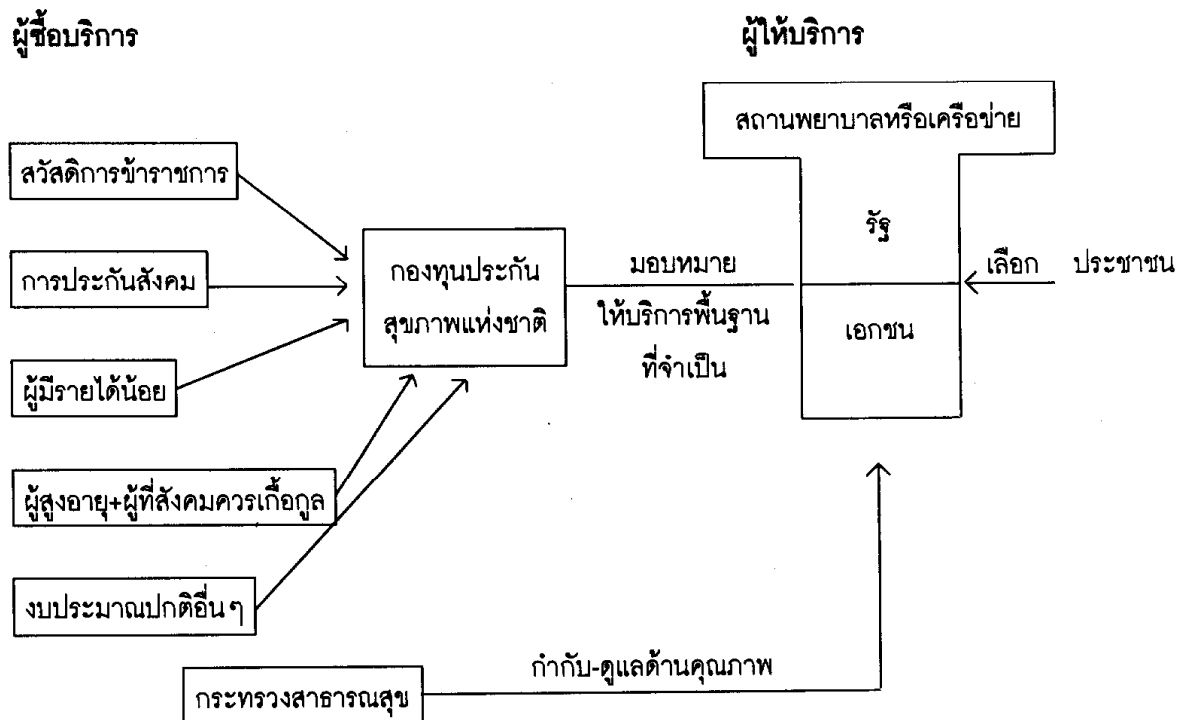 ผู้ซื้อบริการ
ผู้ให้บริการ
สถานพยาบาลหรือเครือข่าย
สวัสดิการข้าราชการ
รัฐ
การประกันสังคม
กองทุนประกัน
สุขภาพแห่งชาติ
มอบหมาย
ให้บริการพื้นฐาน
ที่จำเป็น
เลือก
ประชาชน
เอกชน
ผู้มีรายได้น้อย
ผู้สูงอายุ+ผู้ที่สังคมควรเกื้อกูล
งบประมาณปกติอื่น ๆ
กำกับ-ดูแลด้านคุณภาพ
กระทรวงสาธารณสุข